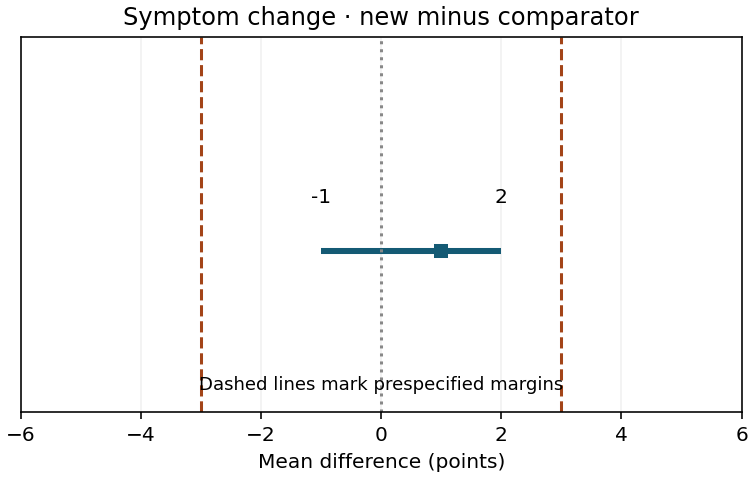 Symptom change · new minus comparator
-1 2
Dashed lines mark prespecified margins
−6 −4 −2 0 2 4 6
Mean difference (points)